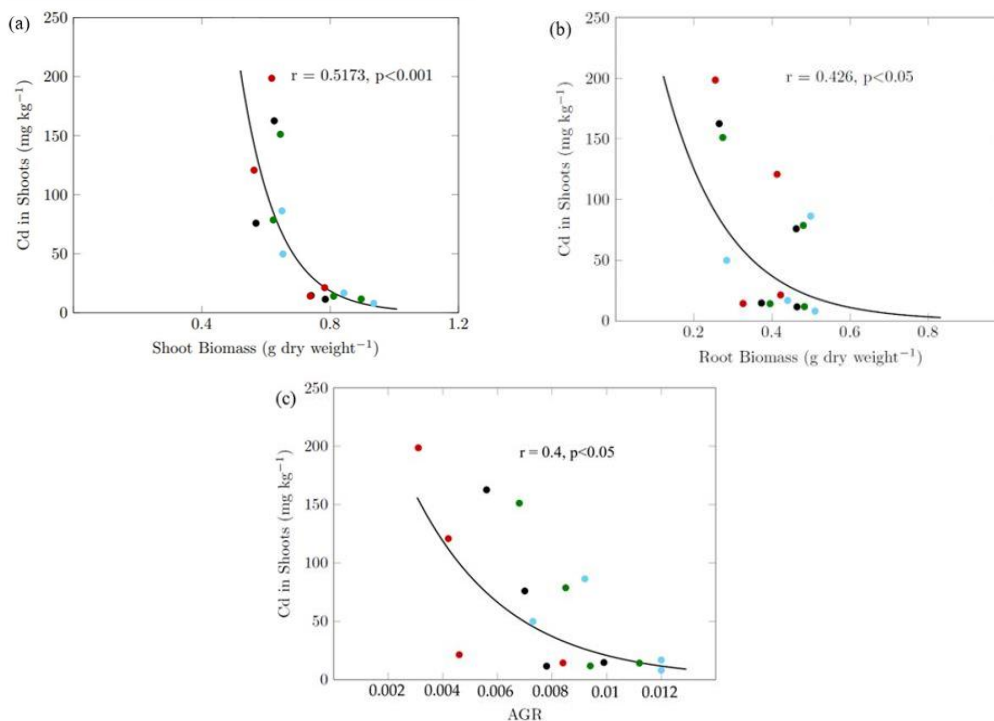 (a)
250
200
150
100
50
0
Cd in Shoots (mg kg⁻¹)
r = 0.5173, p<0.001
0.4 0.8 1.2
Shoot Biomass (g dry weight⁻¹)
(b)
250
200
150
100
50
0
Cd in Shoots (mg kg⁻¹)
r = 0.426, p<0.05
0.2 0.4 0.6 0.8
Root Biomass (g dry weight⁻¹)
(c)
250
200
150
100
50
0
Cd in Shoots (mg kg⁻¹)
r = 0.4, p<0.05
0.002 0.004 0.006 0.008 0.01 0.012
AGR